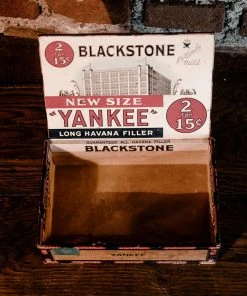 2 for 15¢
BLACKSTONE
mild
NEW SIZE
"YANKEE"
2 for 15¢
LONG HAVANA FILLER
GUARANTEED ALL HAVANA FILLER
BLACKSTONE
YANKEE